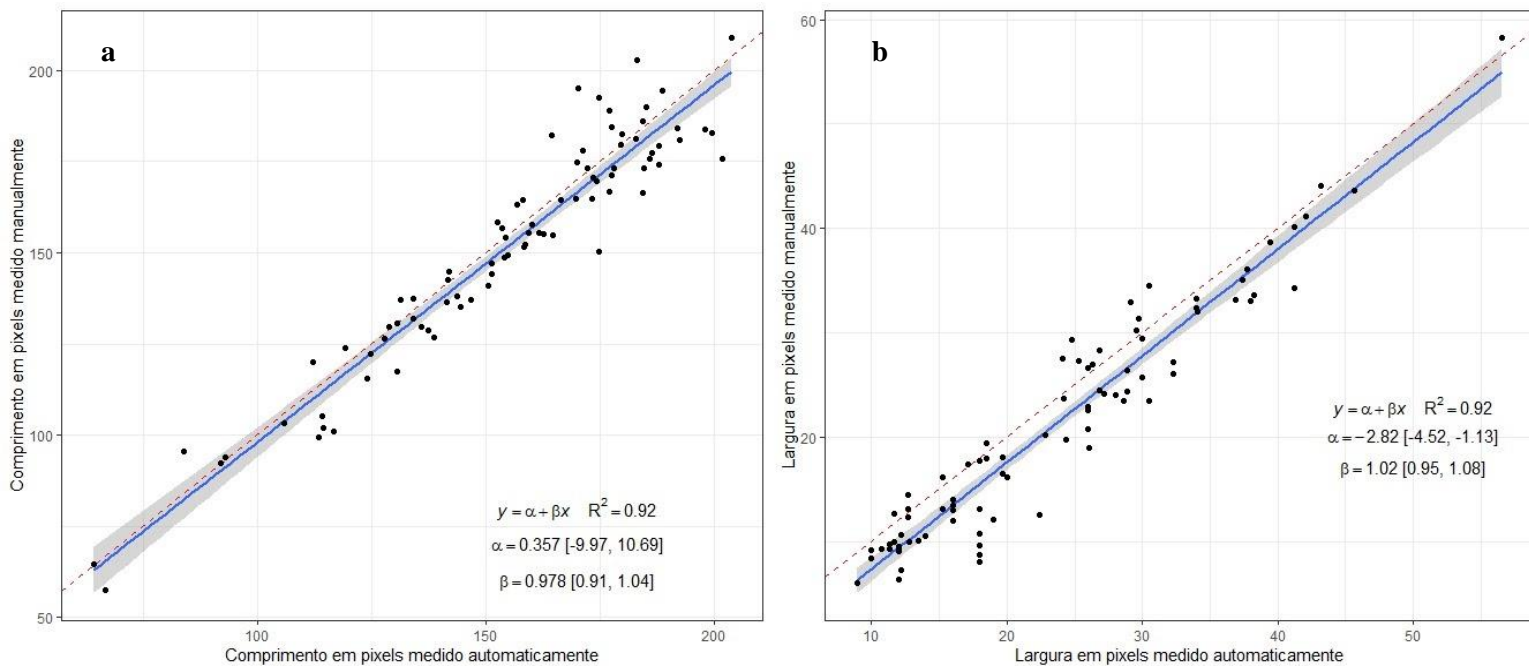 a
200
150
100
50
100
150
200
Comprimento em pixels medido manualmente
Comprimento em pixels medido automaticamente
y = α + βx R² = 0.92
α = 0.357 [-9.97, 10.69]
β = 0.978 [0.91, 1.04]
b
60
40
20
10
20
30
40
50
Largura em pixels medido manualmente
Largura em pixels medido automaticamente
y = α + βx R² = 0.92
α = −2.82 [-4.52, -1.13]
β = 1.02 [0.95, 1.08]